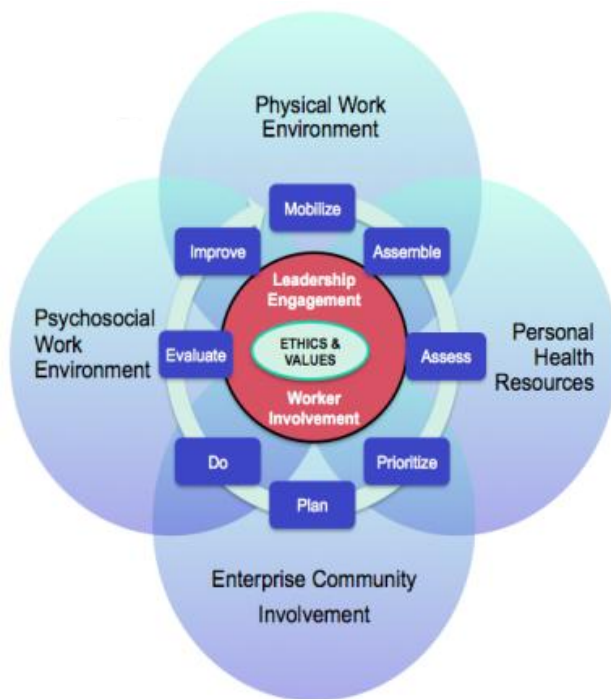 Physical Work
Environment
Mobilize
Improve
Assemble
Leadership
Engagement
Psychosocial
Work
Environment
Evaluate
ETHICS &
VALUES
Assess
Personal
Health
Resources
Worker
Involvement
Do
Prioritize
Plan
Enterprise Community
Involvement